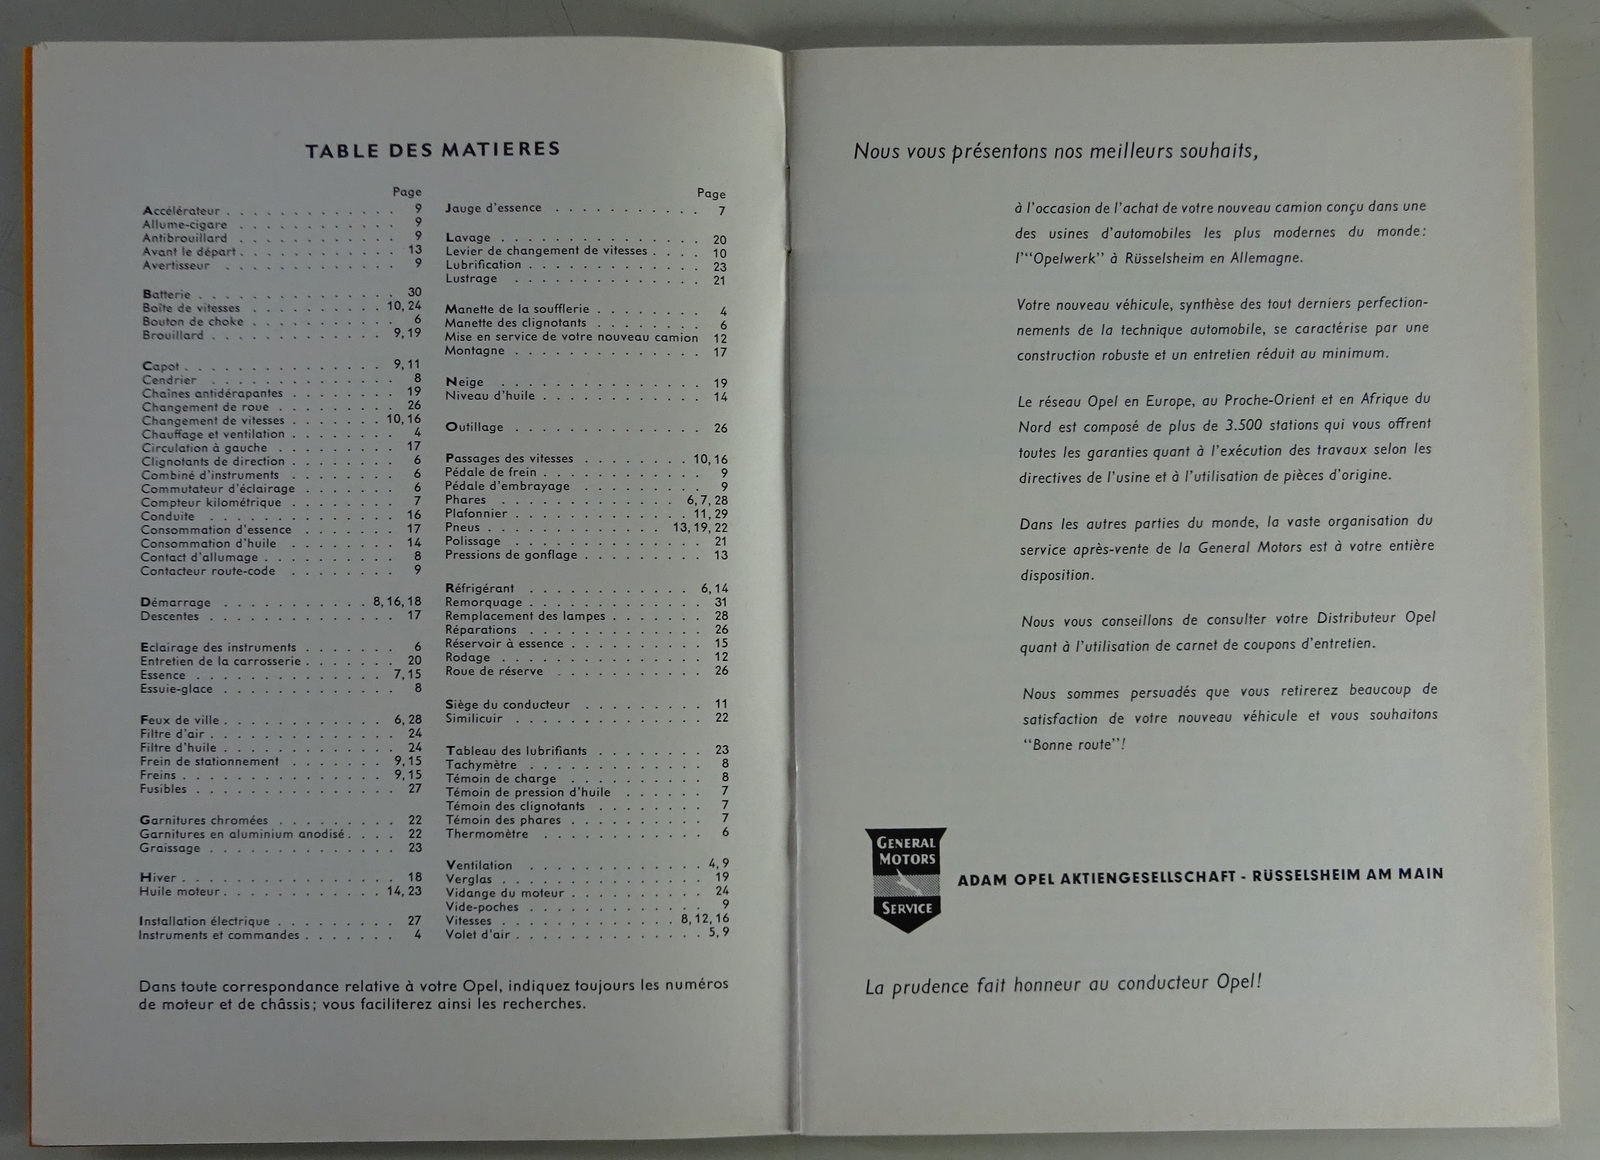 TABLE DES MATIERES
Page
Accélérateur . . . . . . . . . . . . . 9
Allume-cigare . . . . . . . . . . . . 9
Antibrouillard . . . . . . . . . . . . 9
Avant le départ . . . . . . . . . . . . 13
Avertisseur . . . . . . . . . . . . . 9
Batterie . . . . . . . . . . . . . . 30
Boîte de vitesses . . . . . . . . . . 10, 24
Bouton de choke . . . . . . . . . . . 6
Brouillard . . . . . . . . . . . . . 9, 19
Capot . . . . . . . . . . . . . . . 9, 11
Cendrier . . . . . . . . . . . . . . 8
Chaînes antidérapantes . . . . . . . . 19
Changement de roue . . . . . . . . . 26
Changement de vitesses . . . . . . . . 10, 16
Chauffage et ventilation . . . . . . . . 4
Circulation à gauche . . . . . . . . . 17
Clignotants de direction . . . . . . . . 6
Combiné d'instruments . . . . . . . . 6
Commutateur d'éclairage . . . . . . . 6
Compteur kilométrique . . . . . . . . 7
Conduite . . . . . . . . . . . . . . 16
Consommation d'essence . . . . . . . 17
Consommation d'huile . . . . . . . . 14
Contact d'allumage . . . . . . . . . . 8
Contacteur route-code . . . . . . . . 9
Démarrage . . . . . . . . . . . 8, 16, 18
Descentes . . . . . . . . . . . . . . 17
Eclairage des instruments . . . . . . . 6
Entretien de la carrosserie . . . . . . . 20
Essence . . . . . . . . . . . . . . 7, 15
Essuie-glace . . . . . . . . . . . . . 8
Feux de ville . . . . . . . . . . . . . 6, 28
Filtre d'air . . . . . . . . . . . . . . 24
Filtre d'huile . . . . . . . . . . . . . 24
Frein de stationnement . . . . . . . . 9, 15
Freins . . . . . . . . . . . . . . . 9, 15
Fusibles . . . . . . . . . . . . . . 27
Garnitures chromées . . . . . . . . . 22
Garnitures en aluminium anodisé . . . . 22
Graissage . . . . . . . . . . . . . . 23
Hiver . . . . . . . . . . . . . . . . 18
Huile moteur . . . . . . . . . . . . 14, 23
Installation électrique . . . . . . . . . 27
Instruments et commandes . . . . . . . 4
Page
Jauge d'essence . . . . . . . . . . . 7
Lavage . . . . . . . . . . . . . . . 20
Levier de changement de vitesses . . . . 10
Lubrification . . . . . . . . . . . . . 23
Lustrage . . . . . . . . . . . . . . 21
Manette de la soufflerie . . . . . . . . 4
Manette des clignotants . . . . . . . . 6
Mise en service de votre nouveau camion 12
Montagne . . . . . . . . . . . . . . 17
Neige . . . . . . . . . . . . . . . 19
Niveau d'huile . . . . . . . . . . . . 14
Outillage . . . . . . . . . . . . . . 26
Passages des vitesses . . . . . . . . 10, 16
Pédale de frein . . . . . . . . . . . . 9
Pédale d'embrayage . . . . . . . . . 9
Phares . . . . . . . . . . . . . 6, 7, 28
Plafonnier . . . . . . . . . . . . . 11, 29
Pneus . . . . . . . . . . . . . 13, 19, 22
Polissage . . . . . . . . . . . . . . 21
Pressions de gonflage . . . . . . . . . 13
Réfrigérant . . . . . . . . . . . . 6, 14
Remorquage . . . . . . . . . . . . . 31
Remplacement des lampes . . . . . . . 28
Réparations . . . . . . . . . . . . . 26
Réservoir à essence . . . . . . . . . . 15
Rodage . . . . . . . . . . . . . . . 12
Roue de réserve . . . . . . . . . . . 26
Siège du conducteur . . . . . . . . . 11
Similicuir . . . . . . . . . . . . . . 22
Tableau des lubrifiants . . . . . . . . 23
Tachymètre . . . . . . . . . . . . . 8
Témoin de charge . . . . . . . . . . 8
Témoin de pression d'huile . . . . . . 7
Témoin des clignotants . . . . . . . . 7
Témoin des phares . . . . . . . . . . 7
Thermomètre . . . . . . . . . . . . 6
Ventilation . . . . . . . . . . . . . 4, 9
Verglas . . . . . . . . . . . . . . . 19
Vidange du moteur . . . . . . . . . . 24
Vide-poches . . . . . . . . . . . . . 9
Vitesses . . . . . . . . . . . . 8, 12, 16
Volet d'air . . . . . . . . . . . . . . 5, 9
Dans toute correspondance relative à votre Opel, indiquez toujours les numéros
de moteur et de châssis; vous faciliterez ainsi les recherches.
Nous vous présentons nos meilleurs souhaits,
à l'occasion de l'achat de votre nouveau camion conçu dans une
des usines d'automobiles les plus modernes du monde:
l'“Opelwerk” à Rüsselsheim en Allemagne.
Votre nouveau véhicule, synthèse des tout derniers perfection-
nements de la technique automobile, se caractérise par une
construction robuste et un entretien réduit au minimum.
Le réseau Opel en Europe, au Proche-Orient et en Afrique du
Nord est composé de plus de 3.500 stations qui vous offrent
toutes les garanties quant à l'exécution des travaux selon les
directives de l'usine et à l'utilisation de pièces d'origine.
Dans les autres parties du monde, la vaste organisation du
service après-vente de la General Motors est à votre entière
disposition.
Nous vous conseillons de consulter votre Distributeur Opel
quant à l'utilisation de carnet de coupons d'entretien.
Nous sommes persuadés que vous retirerez beaucoup de
satisfaction de votre nouveau véhicule et vous souhaitons
“Bonne route”!
GENERAL
MOTORS
SERVICE
ADAM OPEL AKTIENGESELLSCHAFT - RÜSSELSHEIM AM MAIN
La prudence fait honneur au conducteur Opel!